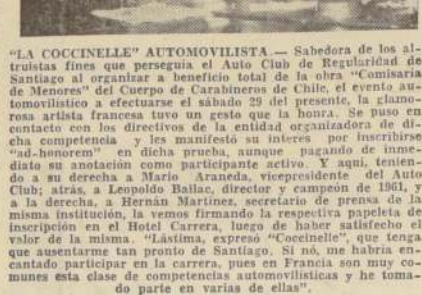 "LA COCCINELLE" AUTOMOVILISTA.— Sabedora de los al-
truistas fines que perseguía el Auto Club de Regularidad de
Santiago al organizar a beneficio total de la obra "Comisaría
de Menores" del Cuerpo de Carabineros de Chile, el evento au-
tomovilístico a efectuarse el sábado 29 del presente, la glamo-
rosa artista francesa tuvo un gesto que la honra. Se puso en
contacto con los directivos de la entidad organizadora de di-
cha competencia y les manifestó su interés por inscribirse
"ad-honorem" en dicha prueba, aunque pagando de inme-
diato su anotación como participante activo. Y aquí, tenien-
do a su derecha a Mario Araneda, vicepresidente del Auto
Club; atrás, a Leopoldo Bailac, director y campeón de 1961, y
a la derecha, a Hernán Martínez, secretario de prensa de la
misma institución, la vemos firmando la respectiva papeleta de
inscripción en el Hotel Carrera, luego de haber satisfecho el
valor de la misma. "Lástima, expresó "Coccinelle", que tenga
que ausentarme tan pronto de Santiago. Si nó, me habría en-
cantado participar en la carrera, pues en Francia son muy co-
munes esta clase de competencias automovilísticas y he toma-
do parte en varias de ellas".